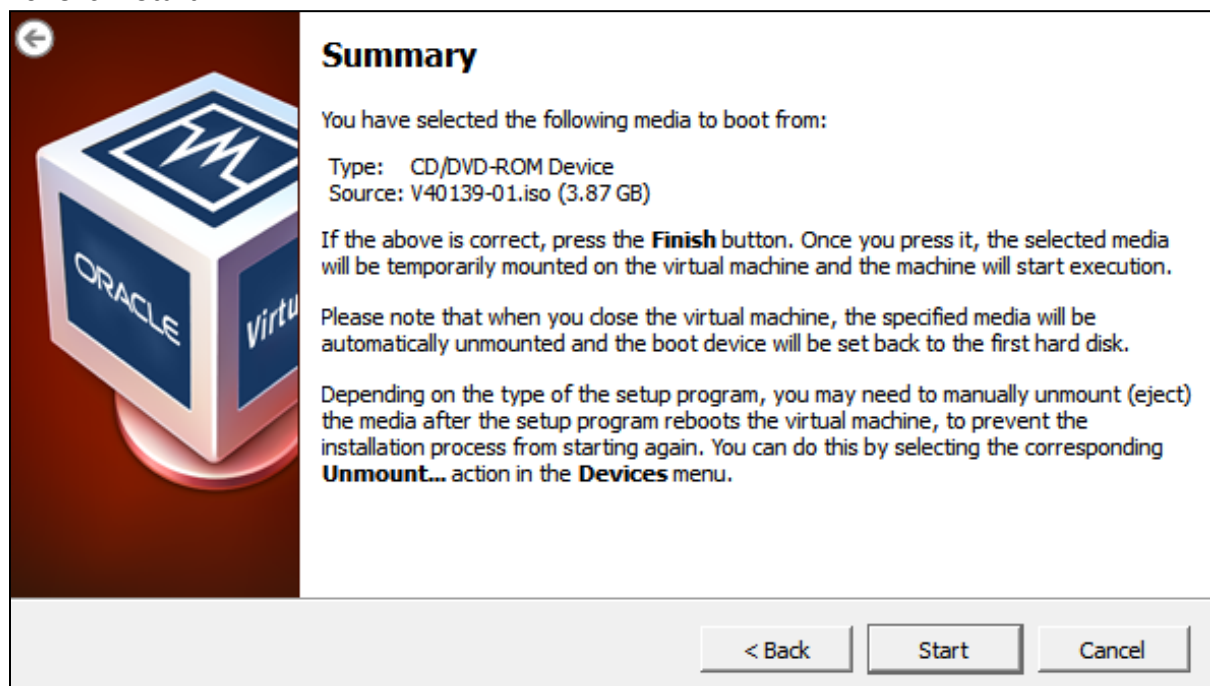 Summary
You have selected the following media to boot from:
Type: CD/DVD-ROM Device
Source: V40139-01.iso (3.87 GB)
If the above is correct, press the Finish button. Once you press it, the selected media
will be temporarily mounted on the virtual machine and the machine will start execution.
Please note that when you close the virtual machine, the specified media will be
automatically unmounted and the boot device will be set back to the first hard disk.
Depending on the type of the setup program, you may need to manually unmount (eject)
the media after the setup program reboots the virtual machine, to prevent the
installation process from starting again. You can do this by selecting the corresponding
Unmount... action in the Devices menu.
ORACLE
Virtu
< Back
Start
Cancel